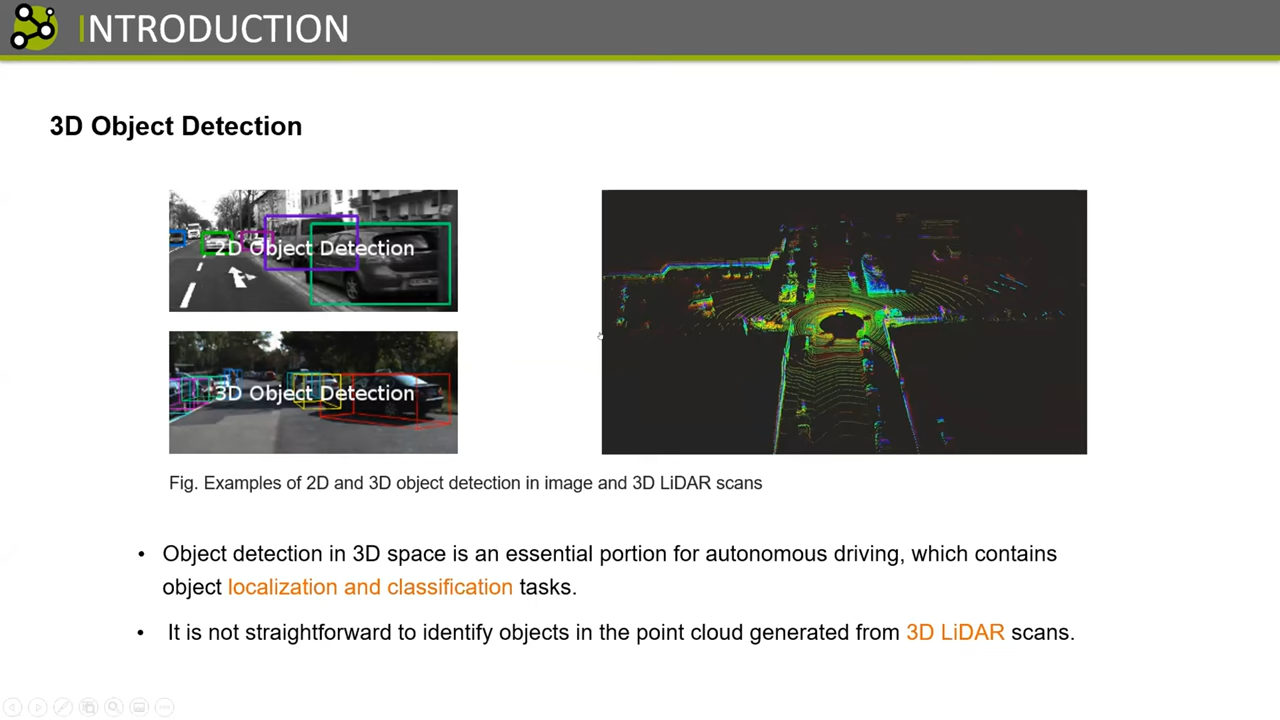 INTRODUCTION
3D Object Detection
2D Object Detection
3D Object Detection
Fig. Examples of 2D and 3D object detection in image and 3D LiDAR scans
• Object detection in 3D space is an essential portion for autonomous driving, which contains
object localization and classification tasks.
• It is not straightforward to identify objects in the point cloud generated from 3D LiDAR scans.